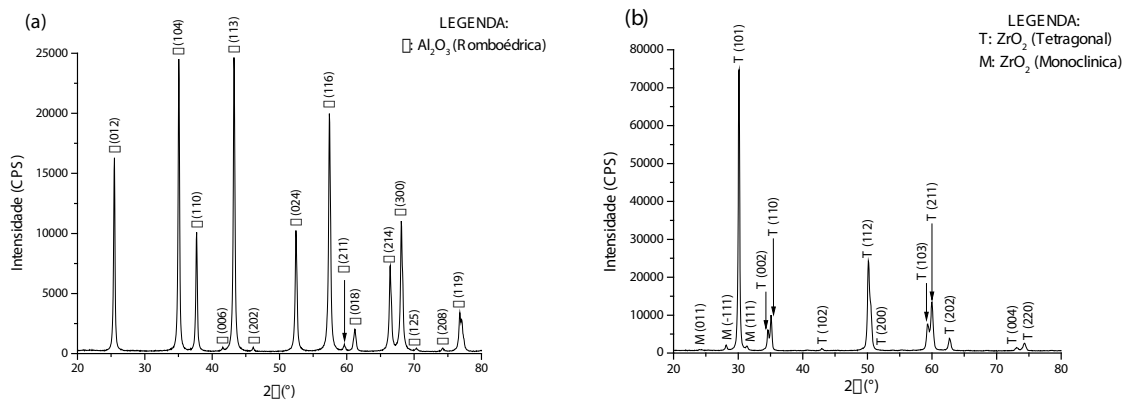 (a)
LEGENDA:
▯: Al₂O₃ (Romboédrica)
Intensidade (CPS)
25000
20000
15000
10000
5000
0
▯ (012)
▯ (104)
▯ (110)
▯ (006)
▯ (113)
▯ (202)
▯ (024)
▯ (116)
▯ (211)
▯ (018)
▯ (214)
▯ (300)
▯ (125)
▯ (208)
▯ (119)
20 30 40 50 60 70 80
2▯ (°)
(b)
LEGENDA:
T: ZrO₂ (Tetragonal)
M: ZrO₂ (Monoclinica)
Intensidade (CPS)
80000
70000
60000
50000
40000
30000
20000
10000
0
M (011)
M (-111)
T (101)
M (111)
T (002)
T (110)
T (102)
T (112)
T (200)
T (103)
T (211)
T (202)
T (004)
T (220)
20 30 40 50 60 70 80
2▯ (°)